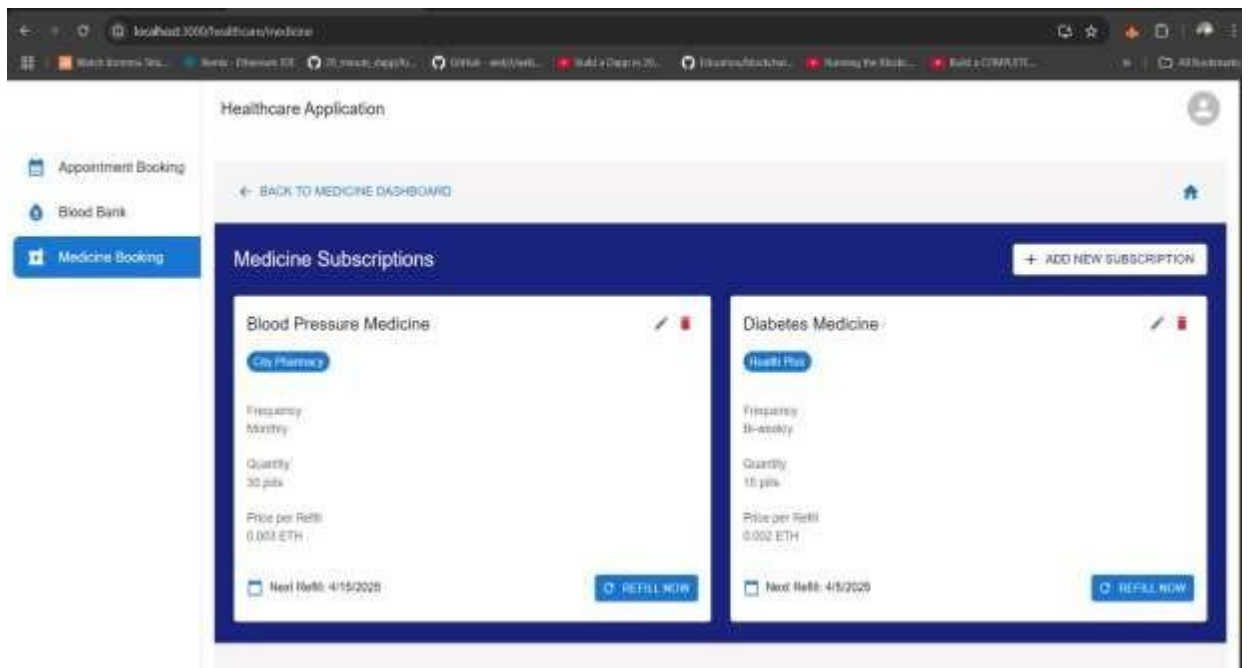 localhost:3000/healthcare/medicine
All Bookmarks
Healthcare Application
Appointment Booking
Blood Bank
Medicine Booking
← BACK TO MEDICINE DASHBOARD
Medicine Subscriptions
+ ADD NEW SUBSCRIPTION
Blood Pressure Medicine
City Pharmacy
Frequency
Monthly
Quantity
30 pills
Price per Refill
0.003 ETH
Next Refill: 4/15/2025
REFILL NOW
Diabetes Medicine
Health Plus
Frequency
Bi-weekly
Quantity
15 pills
Price per Refill
0.002 ETH
Next Refill: 4/5/2025
REFILL NOW